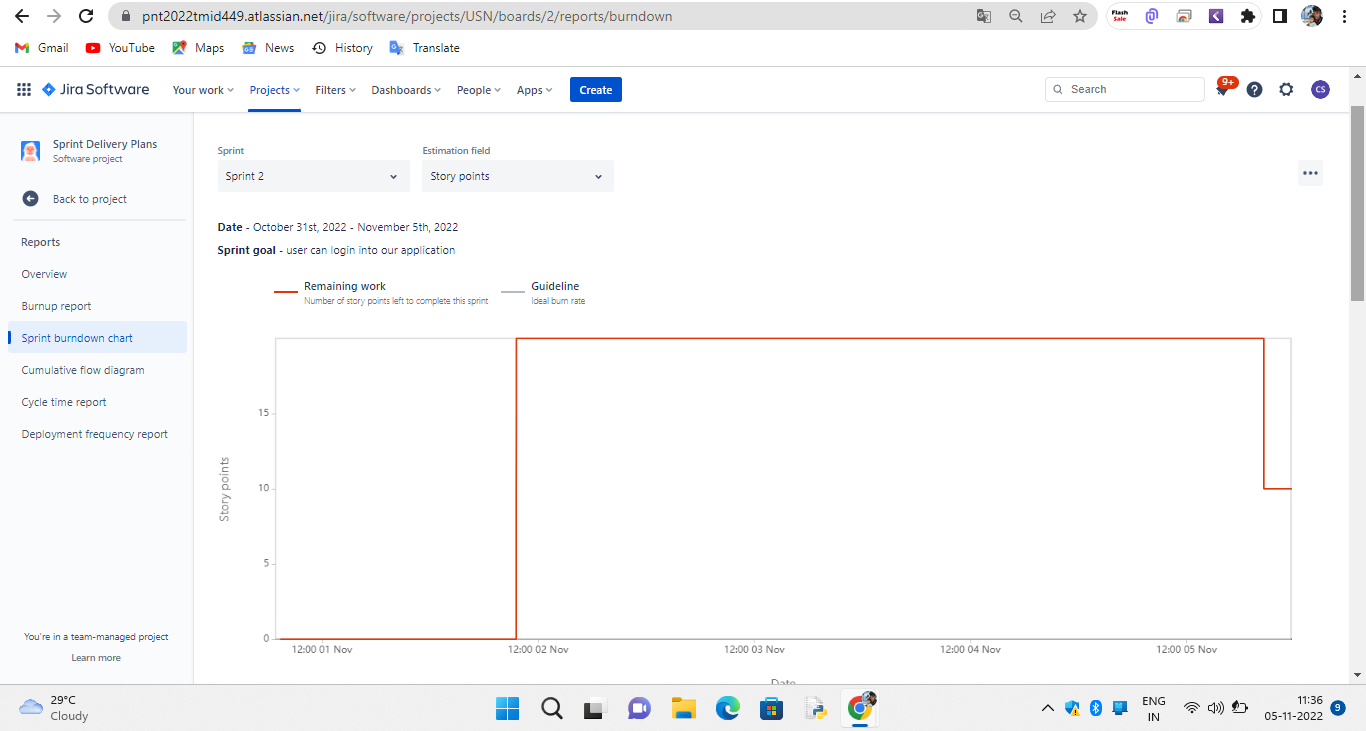 pnt2022tmid449.atlassian.net/jira/software/projects/USN/boards/2/reports/burndown
Flash
Sale
Gmail YouTube Maps News History Translate
Jira Software Your work Projects Filters Dashboards People Apps Create Search 9+ CS
Sprint Delivery Plans
Software project
Back to project
Reports
Overview
Burnup report
Sprint burndown chart
Cumulative flow diagram
Cycle time report
Deployment frequency report
You're in a team-managed project
Learn more
Sprint Estimation field
Sprint 2 Story points
Date - October 31st, 2022 - November 5th, 2022
Sprint goal - user can login into our application
Remaining work Guideline
Number of story points left to complete this sprint Ideal burn rate
15
10
5
0
Story points
12:00 01 Nov 12:00 02 Nov 12:00 03 Nov 12:00 04 Nov 12:00 05 Nov
Date
29°C
Cloudy
ENG
IN
11:36
05-11-2022
9